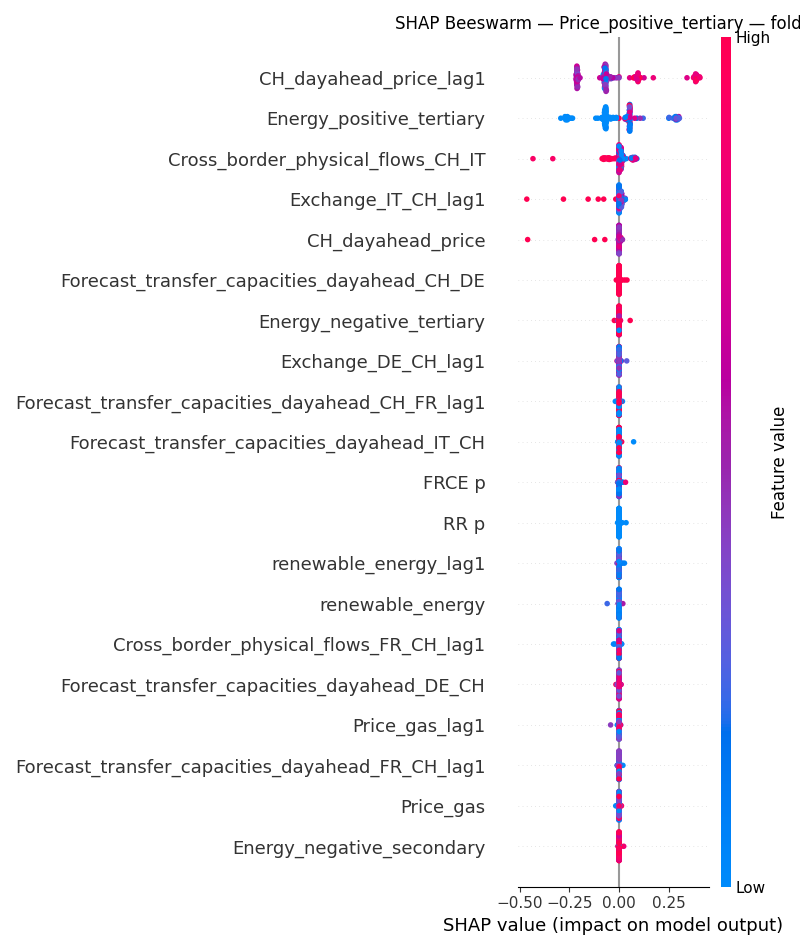 SHAP Beeswarm — Price_positive_tertiary — fold
High
CH_dayahead_price_lag1
Energy_positive_tertiary
Cross_border_physical_flows_CH_IT
Exchange_IT_CH_lag1
CH_dayahead_price
Forecast_transfer_capacities_dayahead_CH_DE
Energy_negative_tertiary
Exchange_DE_CH_lag1
Forecast_transfer_capacities_dayahead_CH_FR_lag1
Forecast_transfer_capacities_dayahead_IT_CH
FRCE p
RR p
renewable_energy_lag1
renewable_energy
Cross_border_physical_flows_FR_CH_lag1
Forecast_transfer_capacities_dayahead_DE_CH
Price_gas_lag1
Forecast_transfer_capacities_dayahead_FR_CH_lag1
Price_gas
Energy_negative_secondary
Feature value
Low
−0.50 −0.25 0.00 0.25
SHAP value (impact on model output)